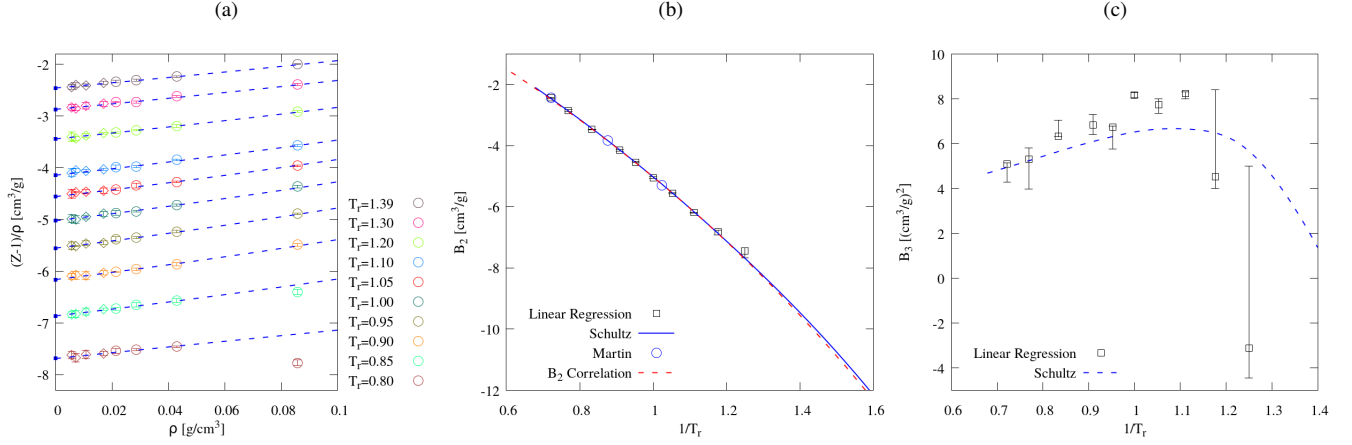 (a)
(Z-1)/ρ [cm³/g]
-2
-3
-4
-5
-6
-7
-8
0
0.02
0.04
0.06
0.08
0.1
ρ [g/cm³]
T_r=1.39
T_r=1.30
T_r=1.20
T_r=1.10
T_r=1.05
T_r=1.00
T_r=0.95
T_r=0.90
T_r=0.85
T_r=0.80
(b)
B₂ [cm³/g]
0
-2
-4
-6
-8
-10
-12
0.6
0.8
1
1.2
1.4
1.6
1/T_r
Linear Regression
Schultz
Martin
B₂ Correlation
(c)
B₃ [(cm³/g)²]
10
8
6
4
2
0
-2
-4
0.6
0.7
0.8
0.9
1
1.1
1.2
1.3
1.4
1/T_r
Linear Regression
Schultz